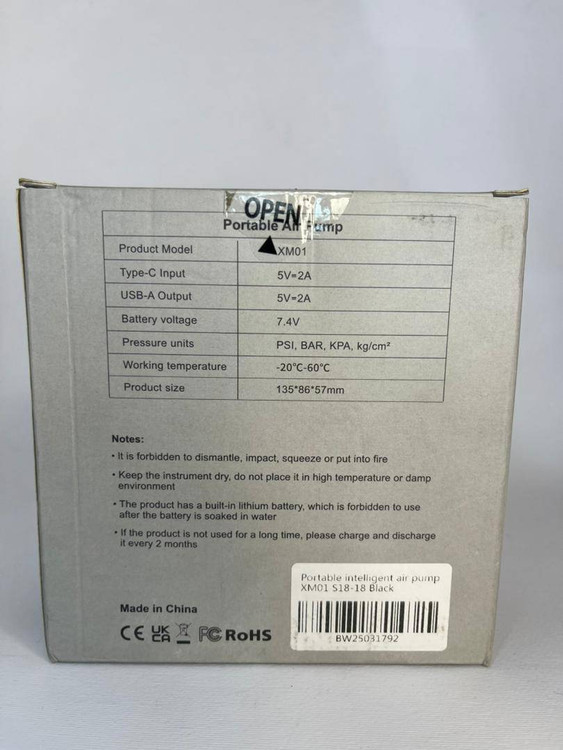 OPEN
Portable Air Pump
Product Model XM01
Type-C Input 5V=2A
USB-A Output 5V=2A
Battery voltage 7.4V
Pressure units PSI, BAR, KPA, kg/cm²
Working temperature -20℃-60℃
Product size 135*86*57mm
Notes:
• It is forbidden to dismantle, impact, squeeze or put into fire
• Keep the instrument dry, do not place it in high temperature or damp
environment
• The product has a built-in lithium battery, which is forbidden to use
after the battery is soaked in water
• If the product is not used for a long time, please charge and discharge
it every 2 months
Portable intelligent air pump
XM01 S18-18 Black
BW25031792
Made in China
CE UK CA FC RoHS